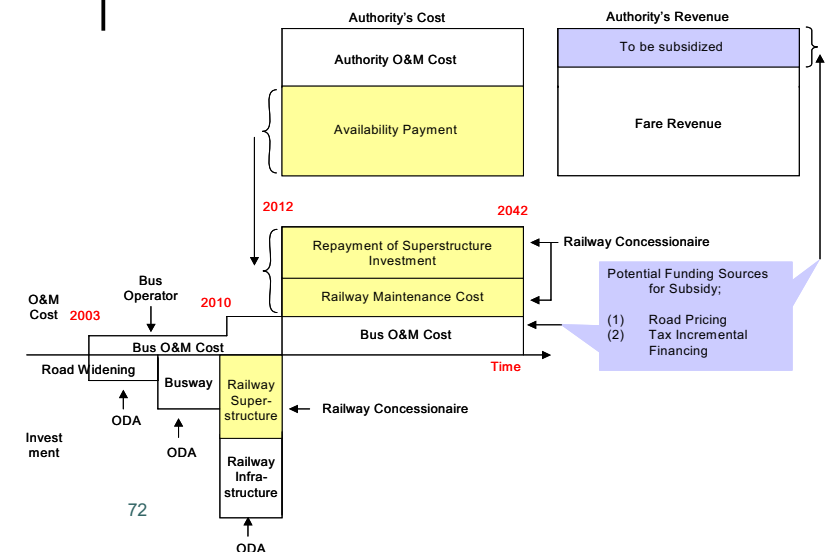 Authority's Cost
Authority's Revenue
Authority O&M Cost
To be subsidized
Availability Payment
Fare Revenue
2012
2042
Repayment of Superstructure
Investment
Railway Concessionaire
Railway Maintenance Cost
Potential Funding Sources
for Subsidy;
(1) Road Pricing
(2) Tax Incremental
Financing
Bus
Operator
O&M
Cost
2003
2010
Bus O&M Cost
Bus O&M Cost
Time
Road Widening
Busway
Railway
Super-
structure
Railway Concessionaire
ODA
ODA
Invest
ment
Railway
Infra-
structure
72
ODA